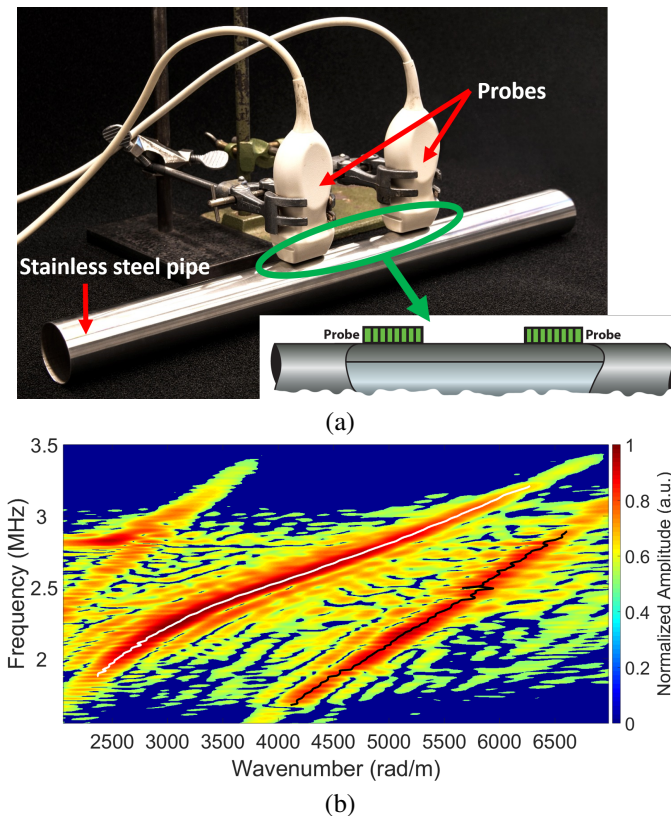 Probes
Stainless steel pipe
Probe
Probe
(a)
3.5
3
2.5
2
Frequency (MHz)
2500 3000 3500 4000 4500 5000 5500 6000 6500
Wavenumber (rad/m)
1
0.8
0.6
0.4
0.2
0
Normalized Amplitude (a.u.)
(b)